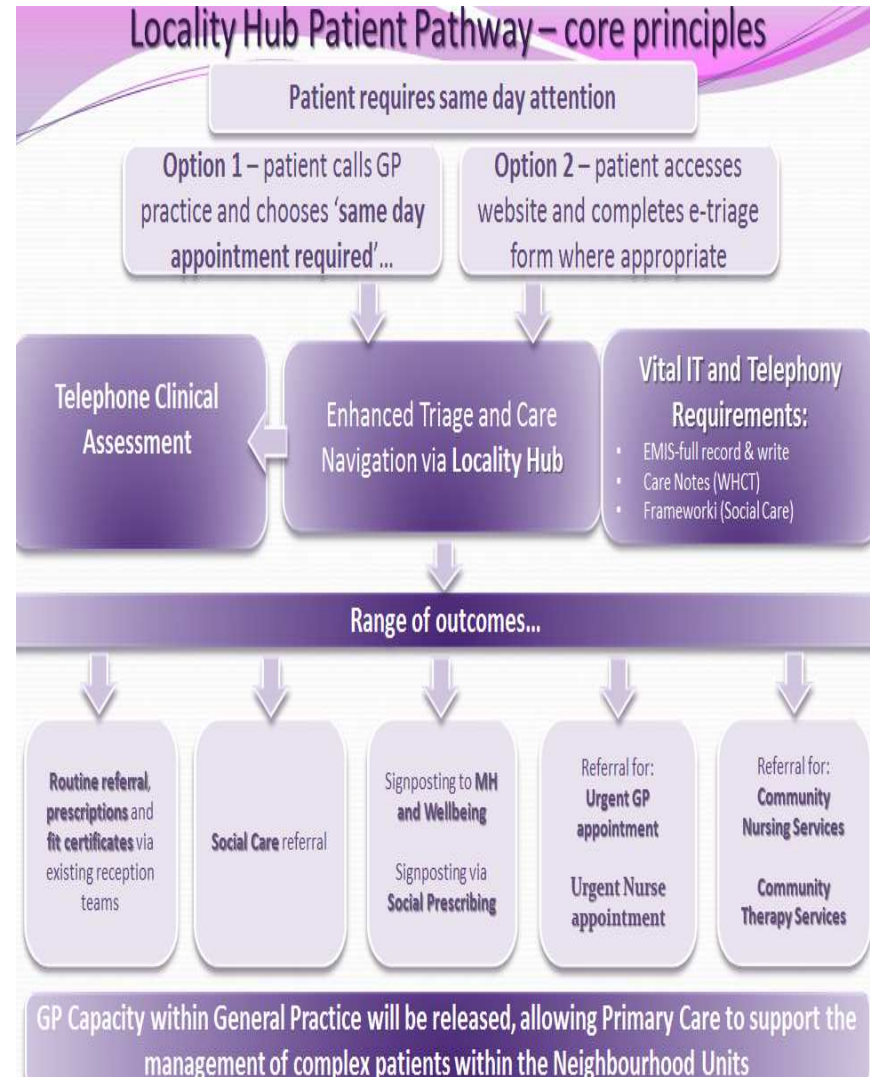 Locality Hub Patient Pathway – core principles
Patient requires same day attention
Option 1 – patient calls GP
practice and chooses ‘same day
appointment required’...
Option 2 – patient accesses
website and completes e-triage
form where appropriate
Telephone Clinical
Assessment
Enhanced Triage and Care
Navigation via Locality Hub
Vital IT and Telephony
Requirements:
• EMIS-full record & write
• Care Notes (WHCT)
• Frameworki (Social Care)
Range of outcomes...
Routine referral,
prescriptions and
fit certificates via
existing reception
teams
Social Care referral
Signposting to MH
and Wellbeing
Signposting via
Social Prescribing
Referral for:
Urgent GP
appointment
Urgent Nurse
appointment
Referral for:
Community
Nursing Services
Community
Therapy Services
GP Capacity within General Practice will be released, allowing Primary Care to support the
management of complex patients within the Neighbourhood Units